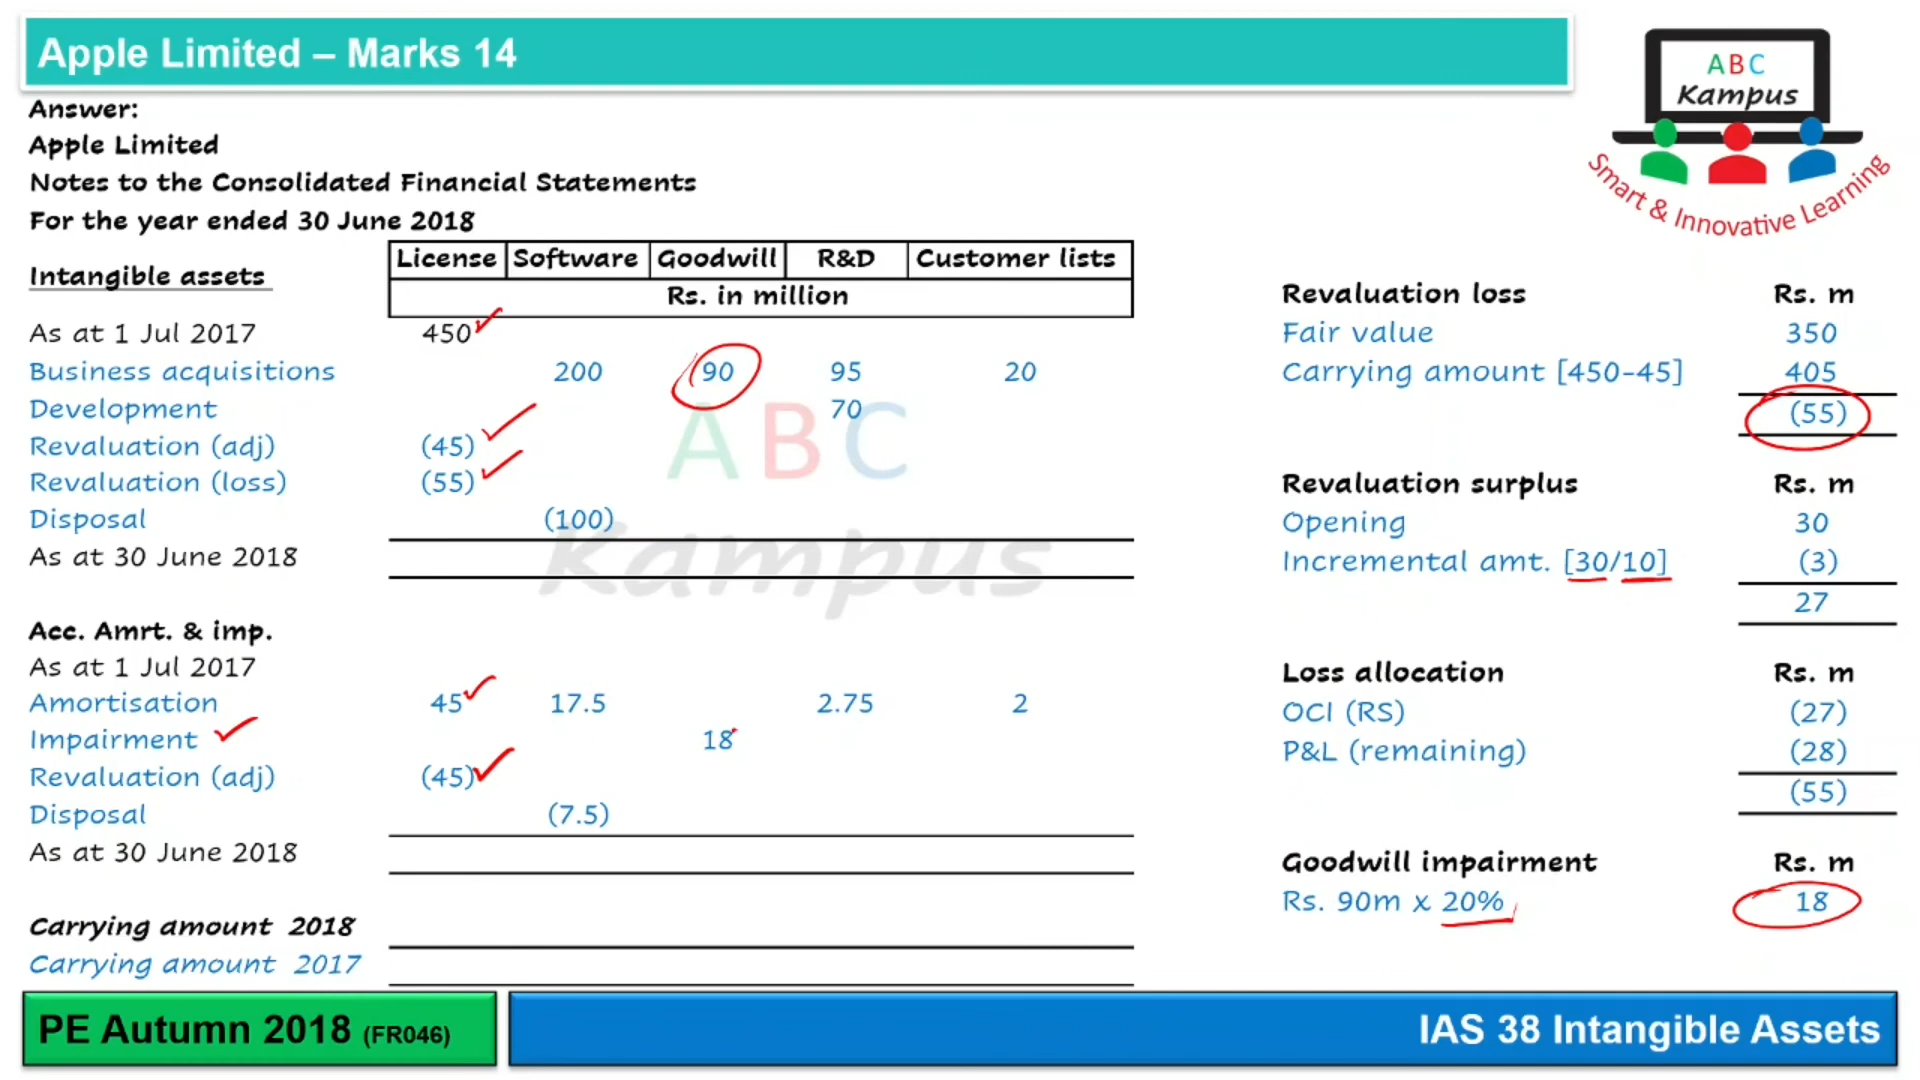 Apple Limited – Marks 14
ABC
Kampus
Smart & Innovative Learning
Answer:
Apple Limited
Notes to the Consolidated Financial Statements
For the year ended 30 June 2018
Intangible assets License Software Goodwill R&D Customer lists
Rs. in million
As at 1 Jul 2017 450
Business acquisitions 200 90 95 20
Development 70
Revaluation (adj) (45)
Revaluation (loss) (55)
Disposal (100)
As at 30 June 2018
Acc. Amrt. & imp.
As at 1 Jul 2017
Amortisation 45 17.5 2.75 2
Impairment 18
Revaluation (adj) (45)
Disposal (7.5)
As at 30 June 2018
Carrying amount 2018
Carrying amount 2017
ABC
Kampus
Revaluation loss Rs. m
Fair value 350
Carrying amount [450-45] 405
(55)
Revaluation surplus Rs. m
Opening 30
Incremental amt. [30/10] (3)
27
Loss allocation Rs. m
OCI (RS) (27)
P&L (remaining) (28)
(55)
Goodwill impairment Rs. m
Rs. 90m x 20% 18
PE Autumn 2018 (FR046)
IAS 38 Intangible Assets